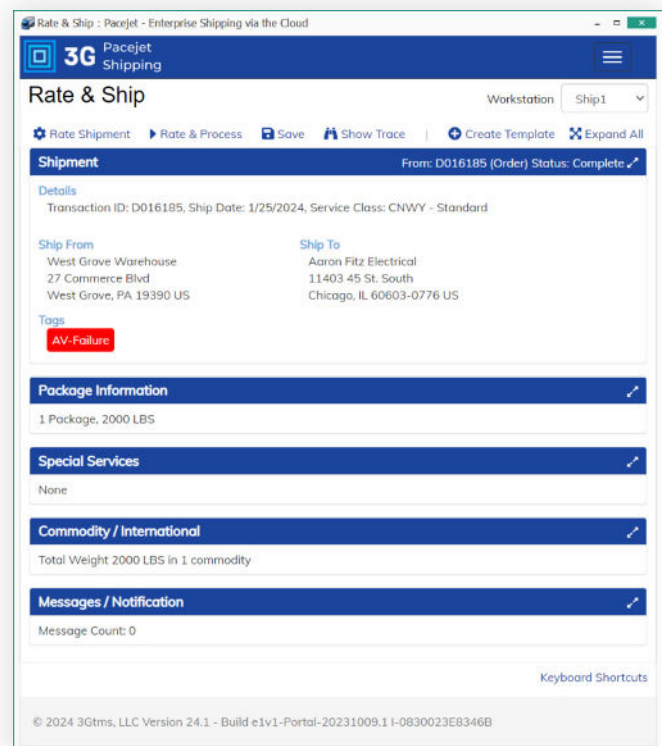 Rate & Ship : Pacejet - Enterprise Shipping via the Cloud
3G Pacejet Shipping
Rate & Ship
Workstation Ship1
Rate Shipment Rate & Process Save Show Trace | Create Template Expand All
Shipment From: D016185 (Order) Status: Complete
Details
Transaction ID: D016185, Ship Date: 1/25/2024, Service Class: CNWY - Standard
Ship From
West Grove Warehouse
27 Commerce Blvd
West Grove, PA 19390 US
Ship To
Aaron Fitz Electrical
11403 45 St. South
Chicago, IL 60603-0776 US
Tags
AV-Failure
Package Information
1 Package, 2000 LBS
Special Services
None
Commodity / International
Total Weight 2000 LBS in 1 commodity
Messages / Notification
Message Count: 0
Keyboard Shortcuts
© 2024 3Gtms, LLC Version 24.1 - Build e1v1-Portal-20231009.1 I-0830023E8346B